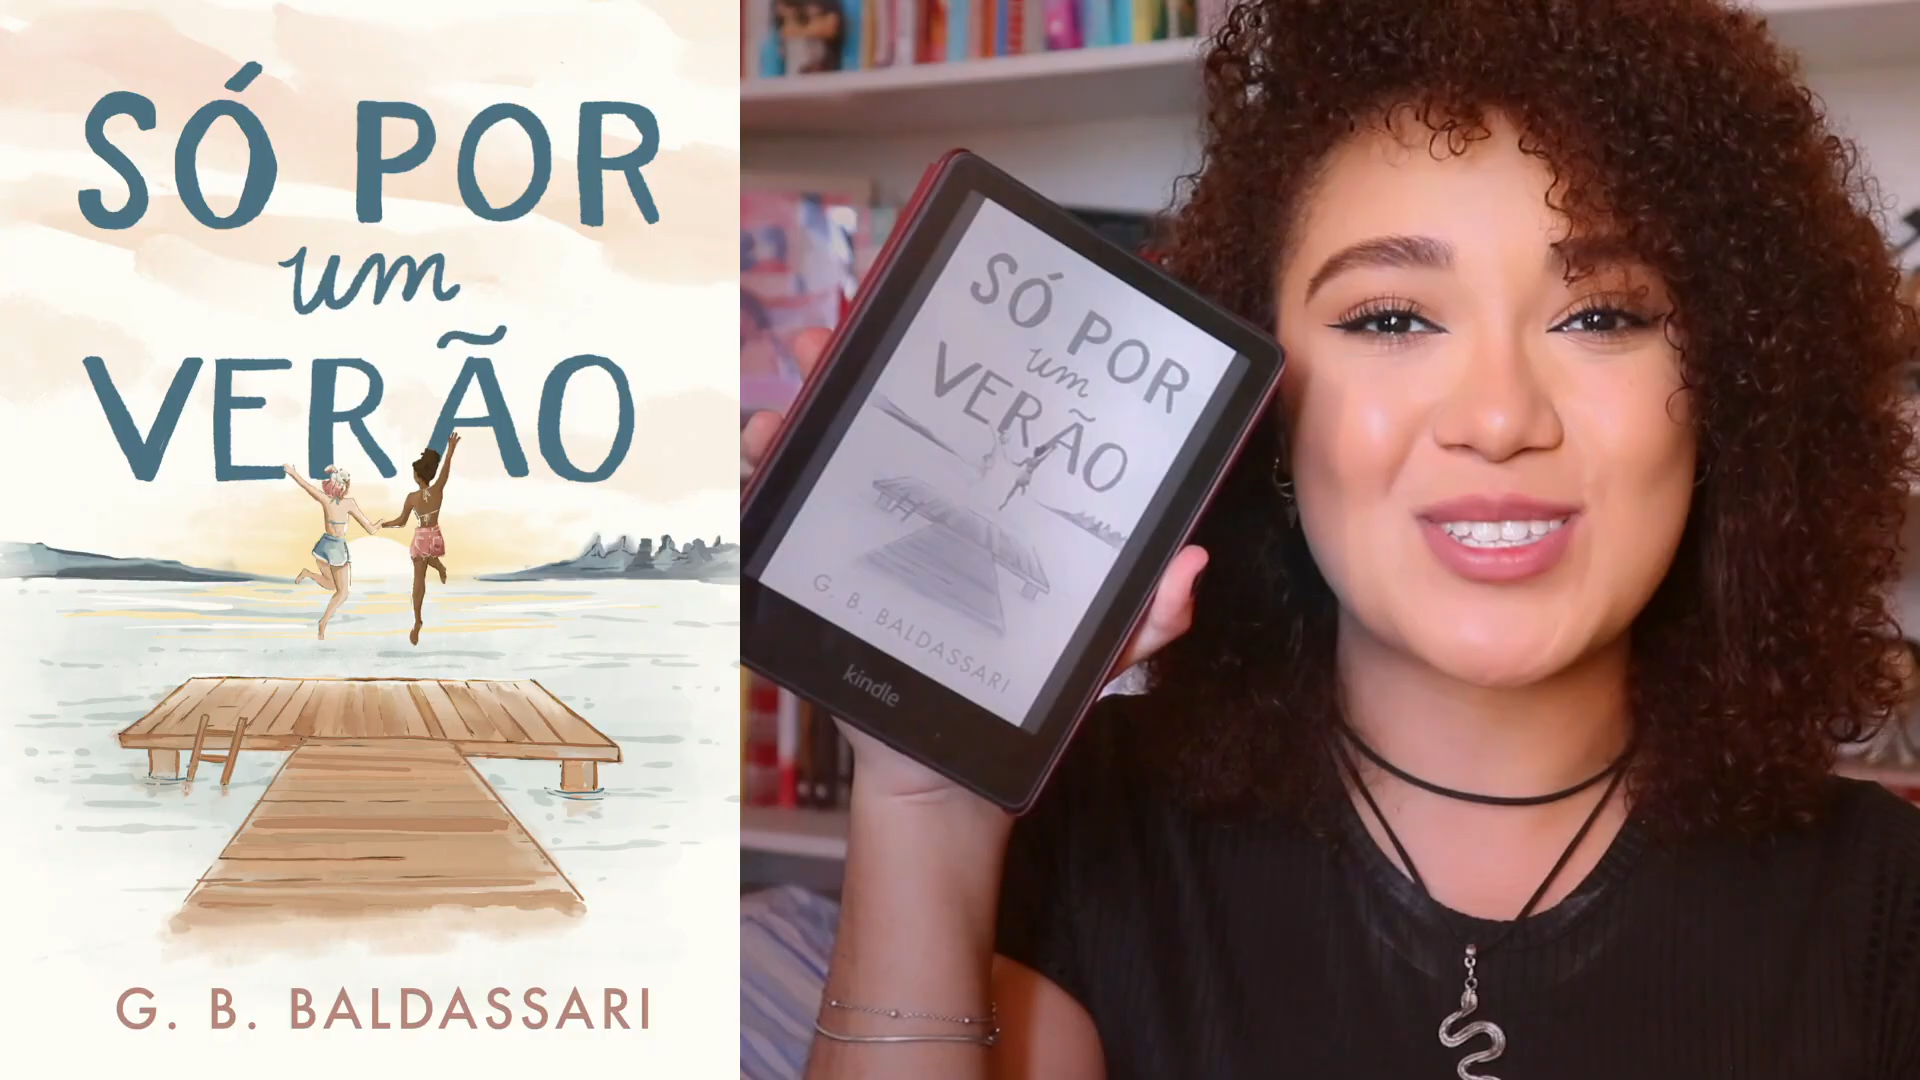 SÓ POR
um
VERÃO
G. B. BALDASSARI
SÓ POR
um
VERÃO
G. B. BALDASSARI
kindle